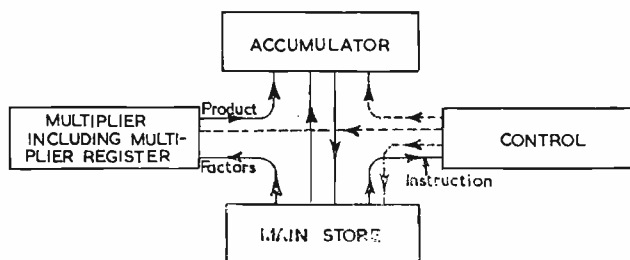 ACCUMULATOR
Product
MULTIPLIER
INCLUDING MULTI-
PLIER REGISTER
CONTROL
Factors
Instruction
MAIN STORE